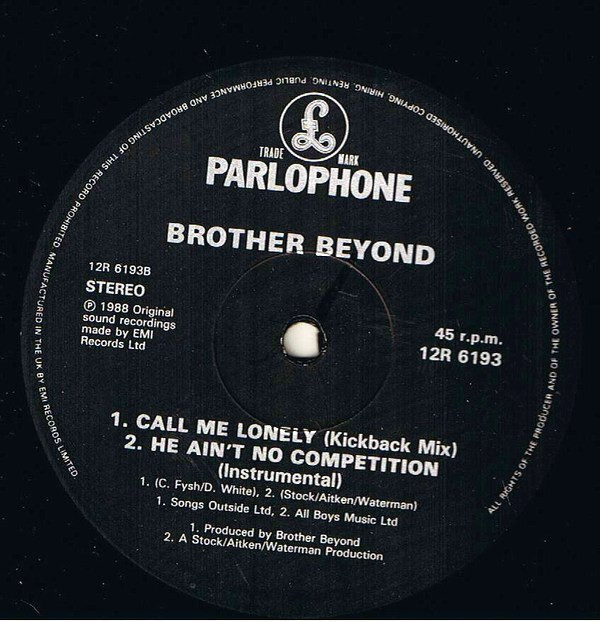 ALL RIGHTS OF THE PRODUCER AND OF THE OWNER OF THE RECORDED WORK RESERVED. UNAUTHORISED COPYING, HIRING, RENTING, PUBLIC PERFORMANCE AND BROADCASTING OF THIS RECORD PROHIBITED. MANUFACTURED IN THE UK BY EMI RECORDS LIMITED
£
TRADE MARK
PARLOPHONE
BROTHER BEYOND
12R 6193B
STEREO
Ⓟ 1988 Original
sound recordings
made by EMI
Records Ltd
45 r.p.m.
12R 6193
1. CALL ME LONELY (Kickback Mix)
2. HE AIN'T NO COMPETITION
(Instrumental)
1. (C. Fysh/D. White), 2. (Stock/Aitken/Waterman)
1. Songs Outside Ltd, 2. All Boys Music Ltd
1. Produced by Brother Beyond
2. A Stock/Aitken/Waterman Production